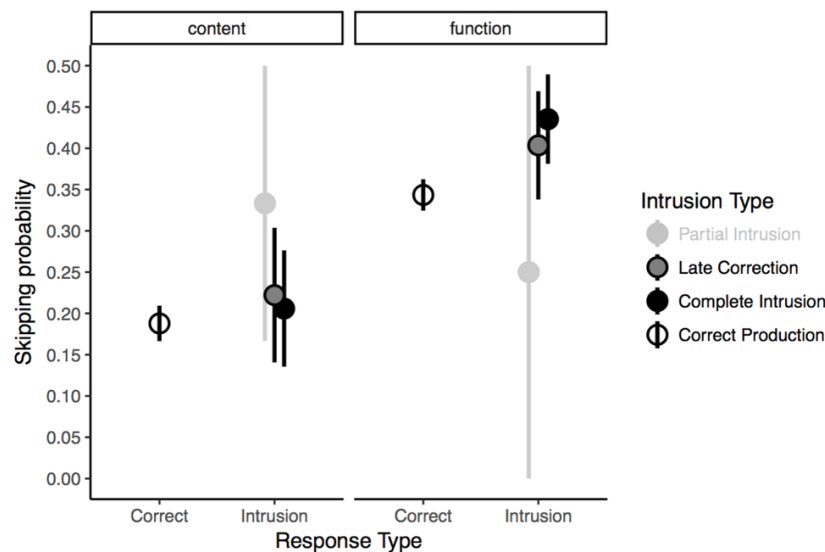 content function
0.50
0.45
0.40
0.35
0.30
0.25
0.20
0.15
0.10
0.05
0.00
Skipping probability
Correct Intrusion Correct Intrusion
Response Type
Intrusion Type
Partial Intrusion
Late Correction
Complete Intrusion
Correct Production